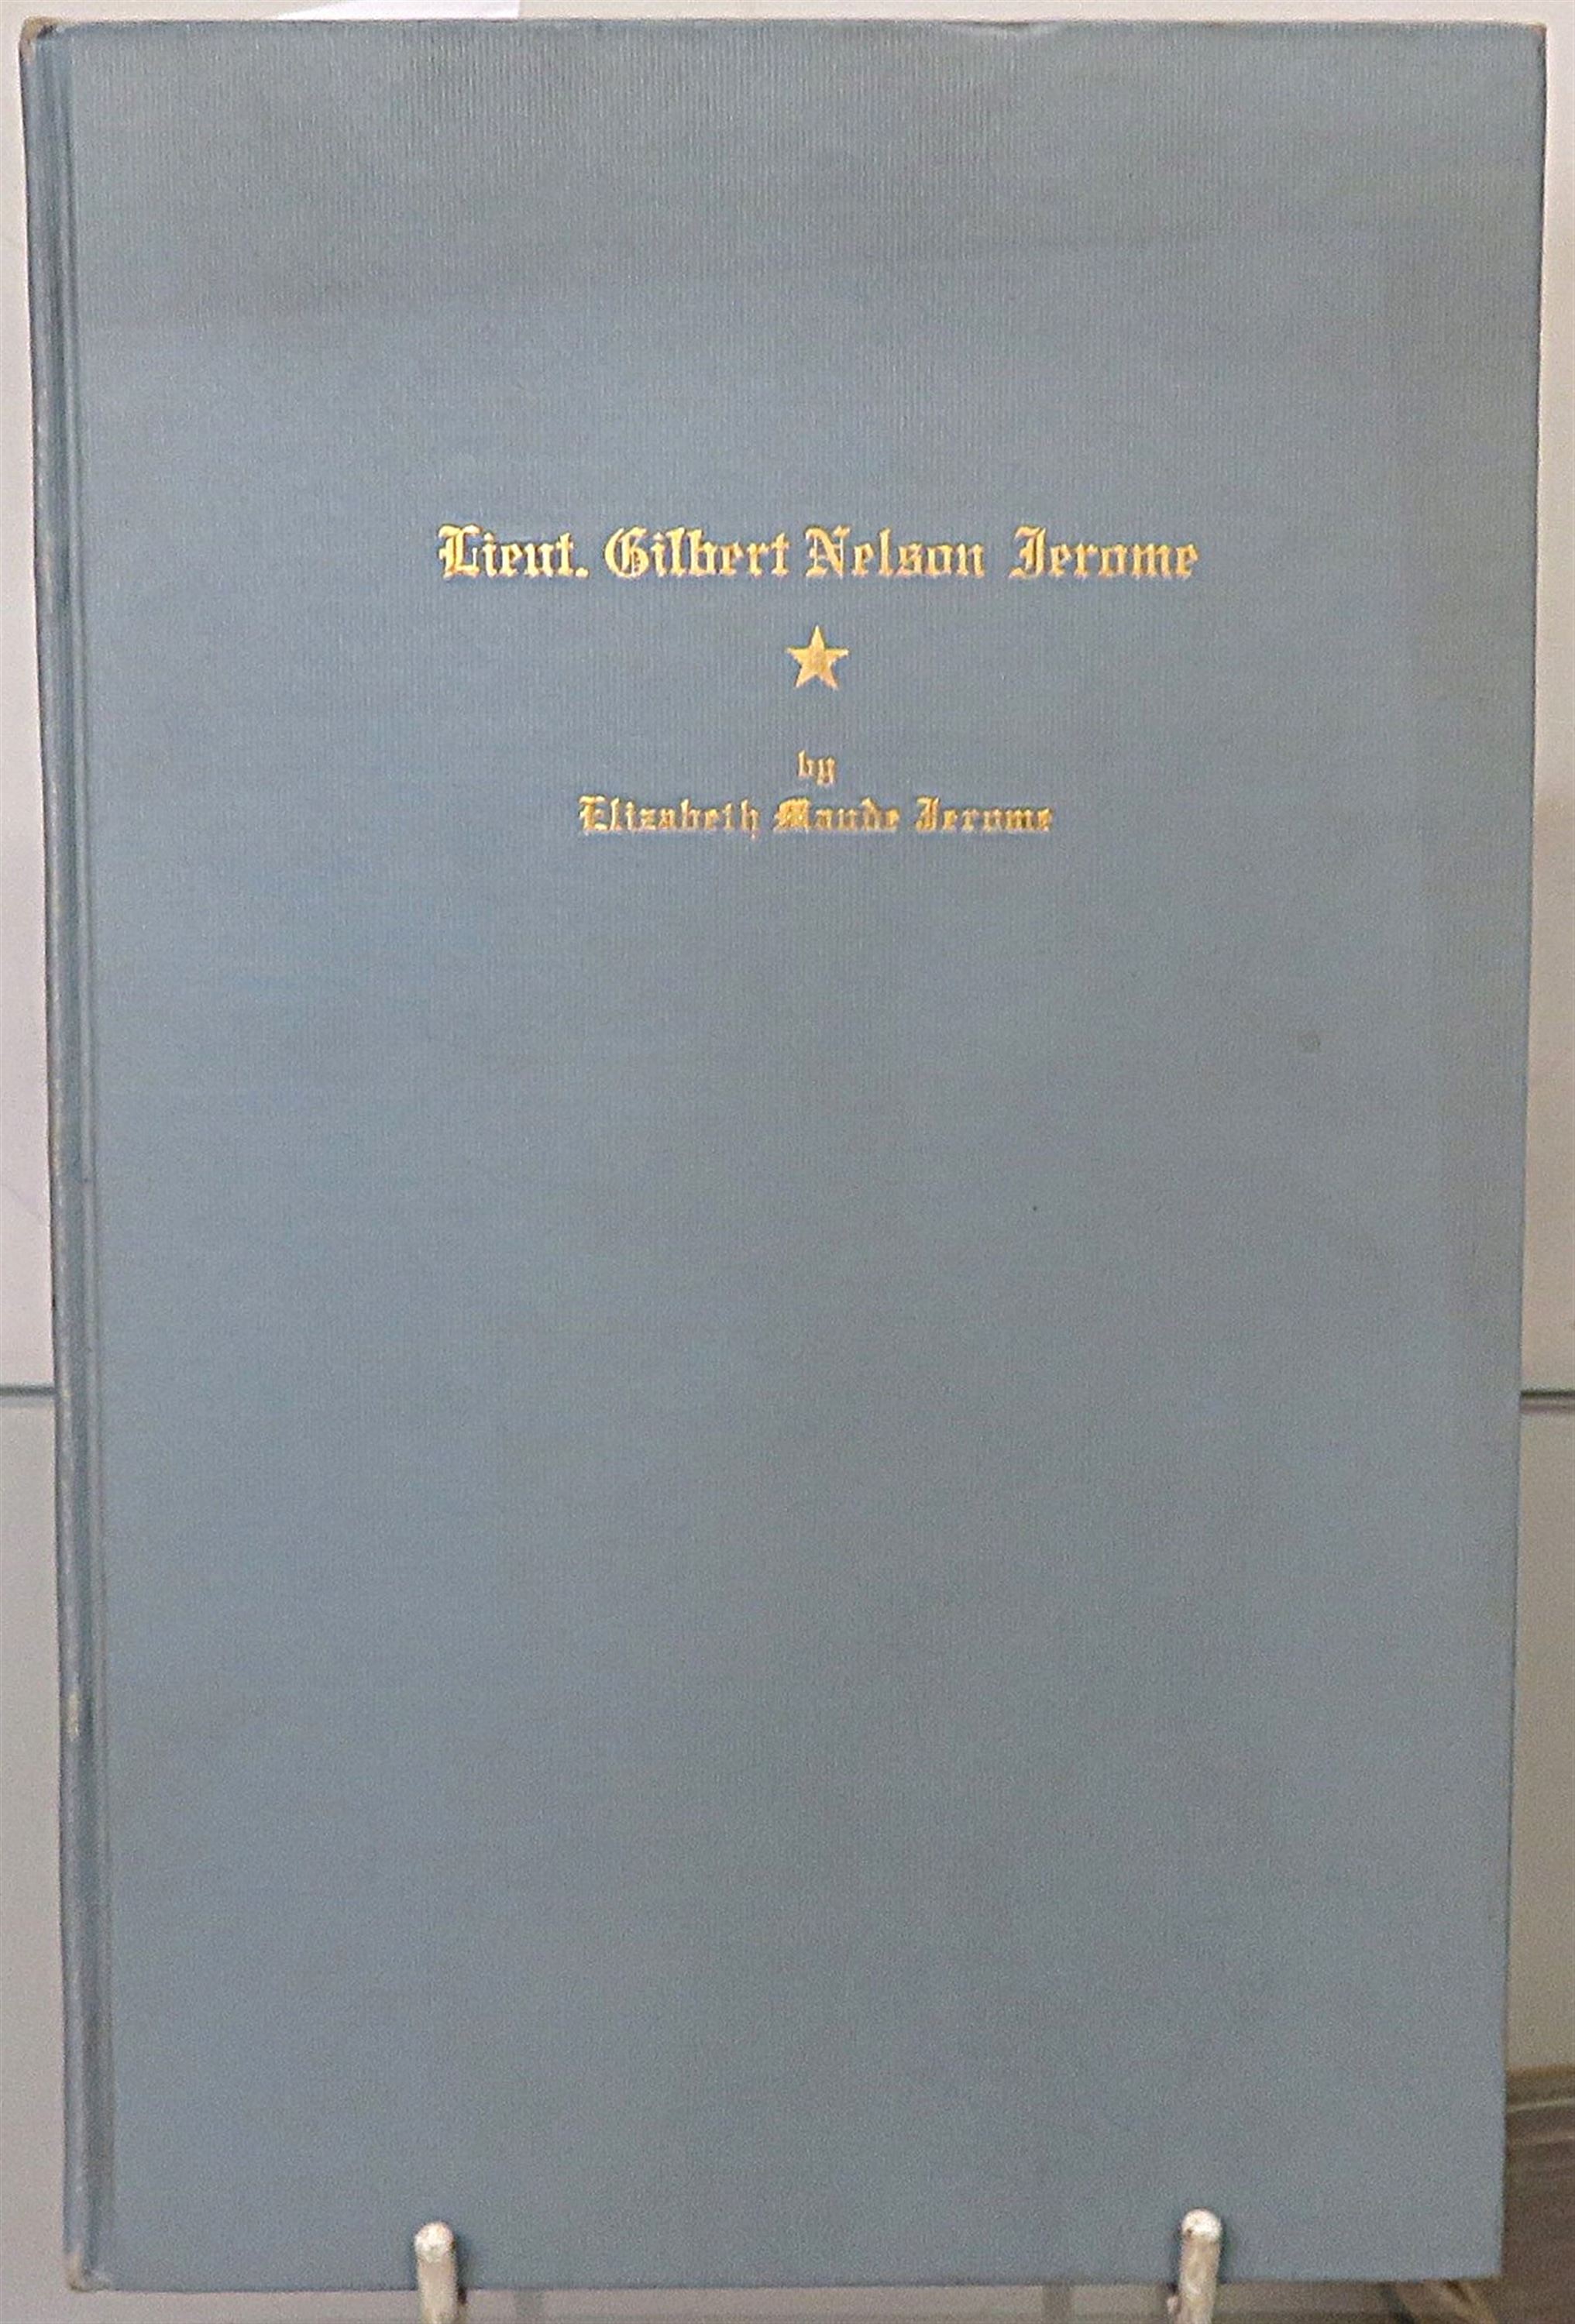 Lieut. Gilbert Nelson Jerome
by
Elizabeth Maude Jerome